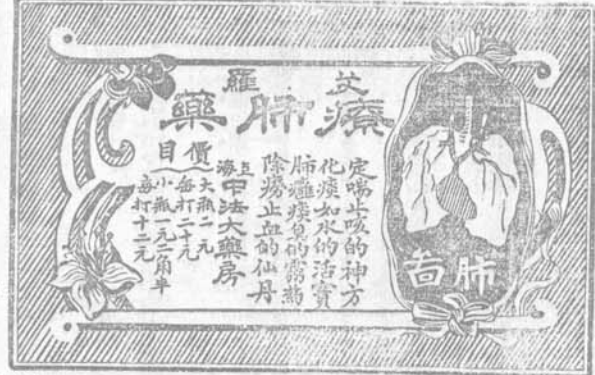 艾羅
療肺藥
定喘止咳的神方
化痰如水的活寶
肺癰痰臭的靈药
除癆止血的仙丹
上海中法大藥房
價目
大瓶二元
每打二十元
小瓶一元二角半
每打十二元
肺